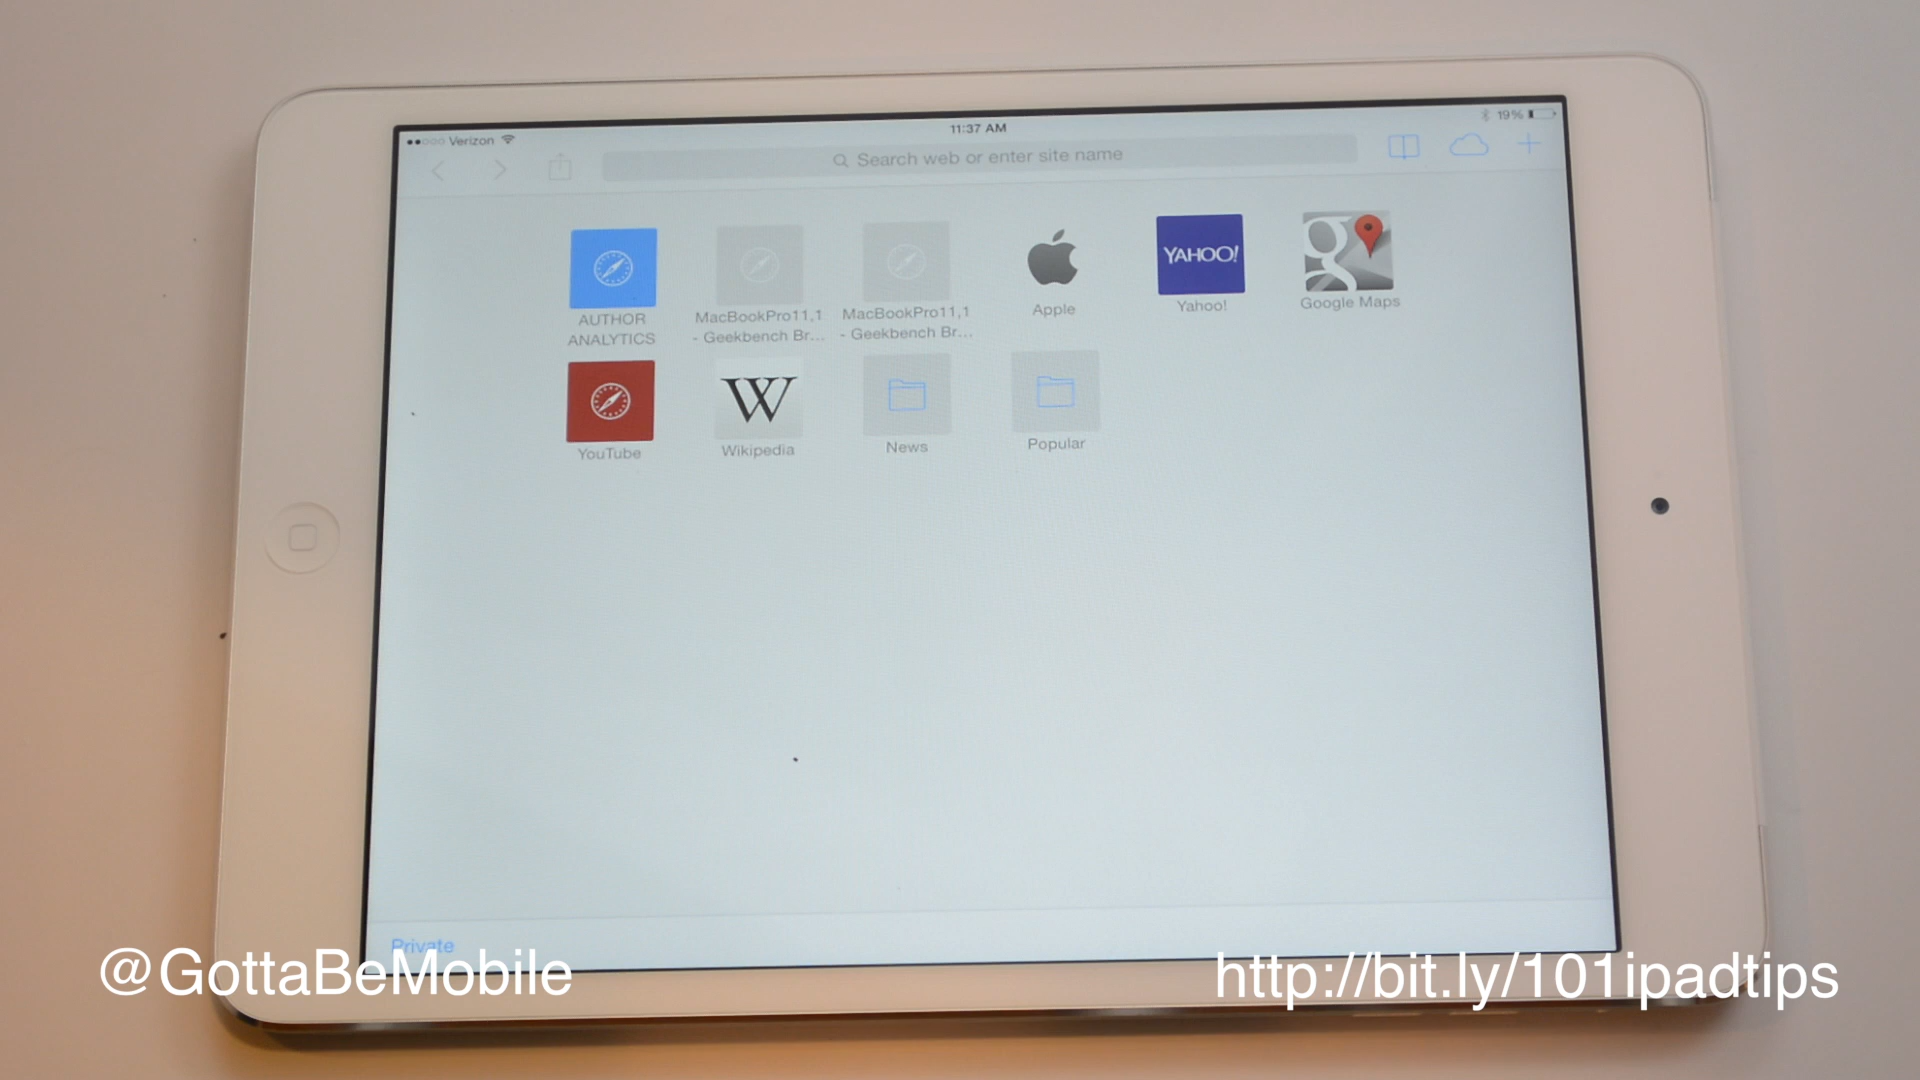 Verizon
11:37 AM
19%
Search web or enter site name
AUTHOR
ANALYTICS
MacBookPro11,1
- Geekbench Br...
MacBookPro11,1
- Geekbench Br...
Apple
YAHOO!
Yahoo!
g
Google Maps
YouTube
W
Wikipedia
News
Popular
Private
@GottaBeMobile
http://bit.ly/101ipadtips